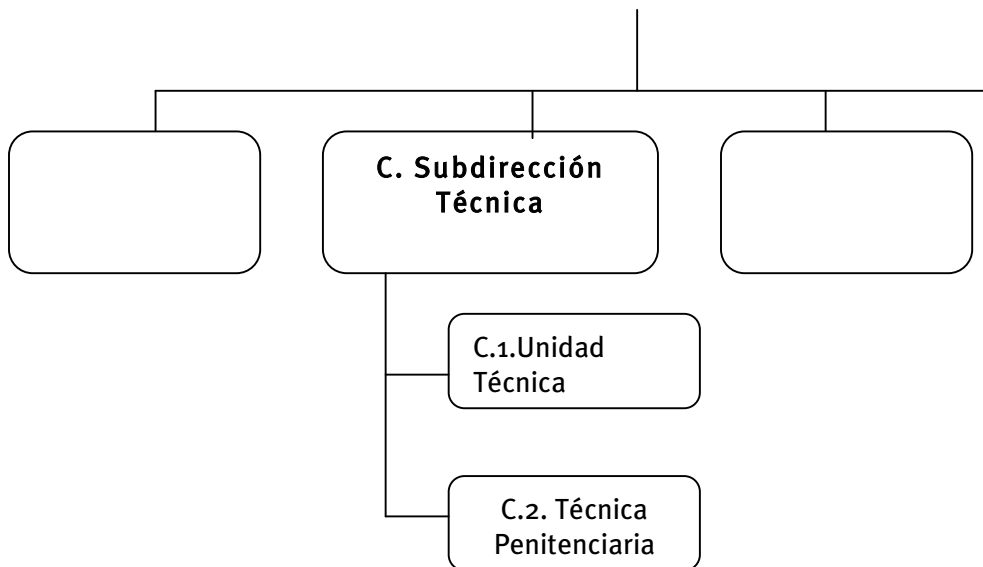 C. Subdirección
Técnica
C.1.Unidad
Técnica
C.2. Técnica
Penitenciaria